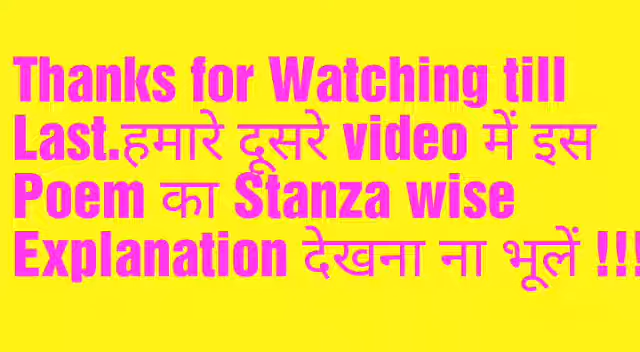 Thanks for Watching till
Last.हमारे दूसरे video में इस
Poem का Stanza wise
Explanation देखना ना भूलें !!!